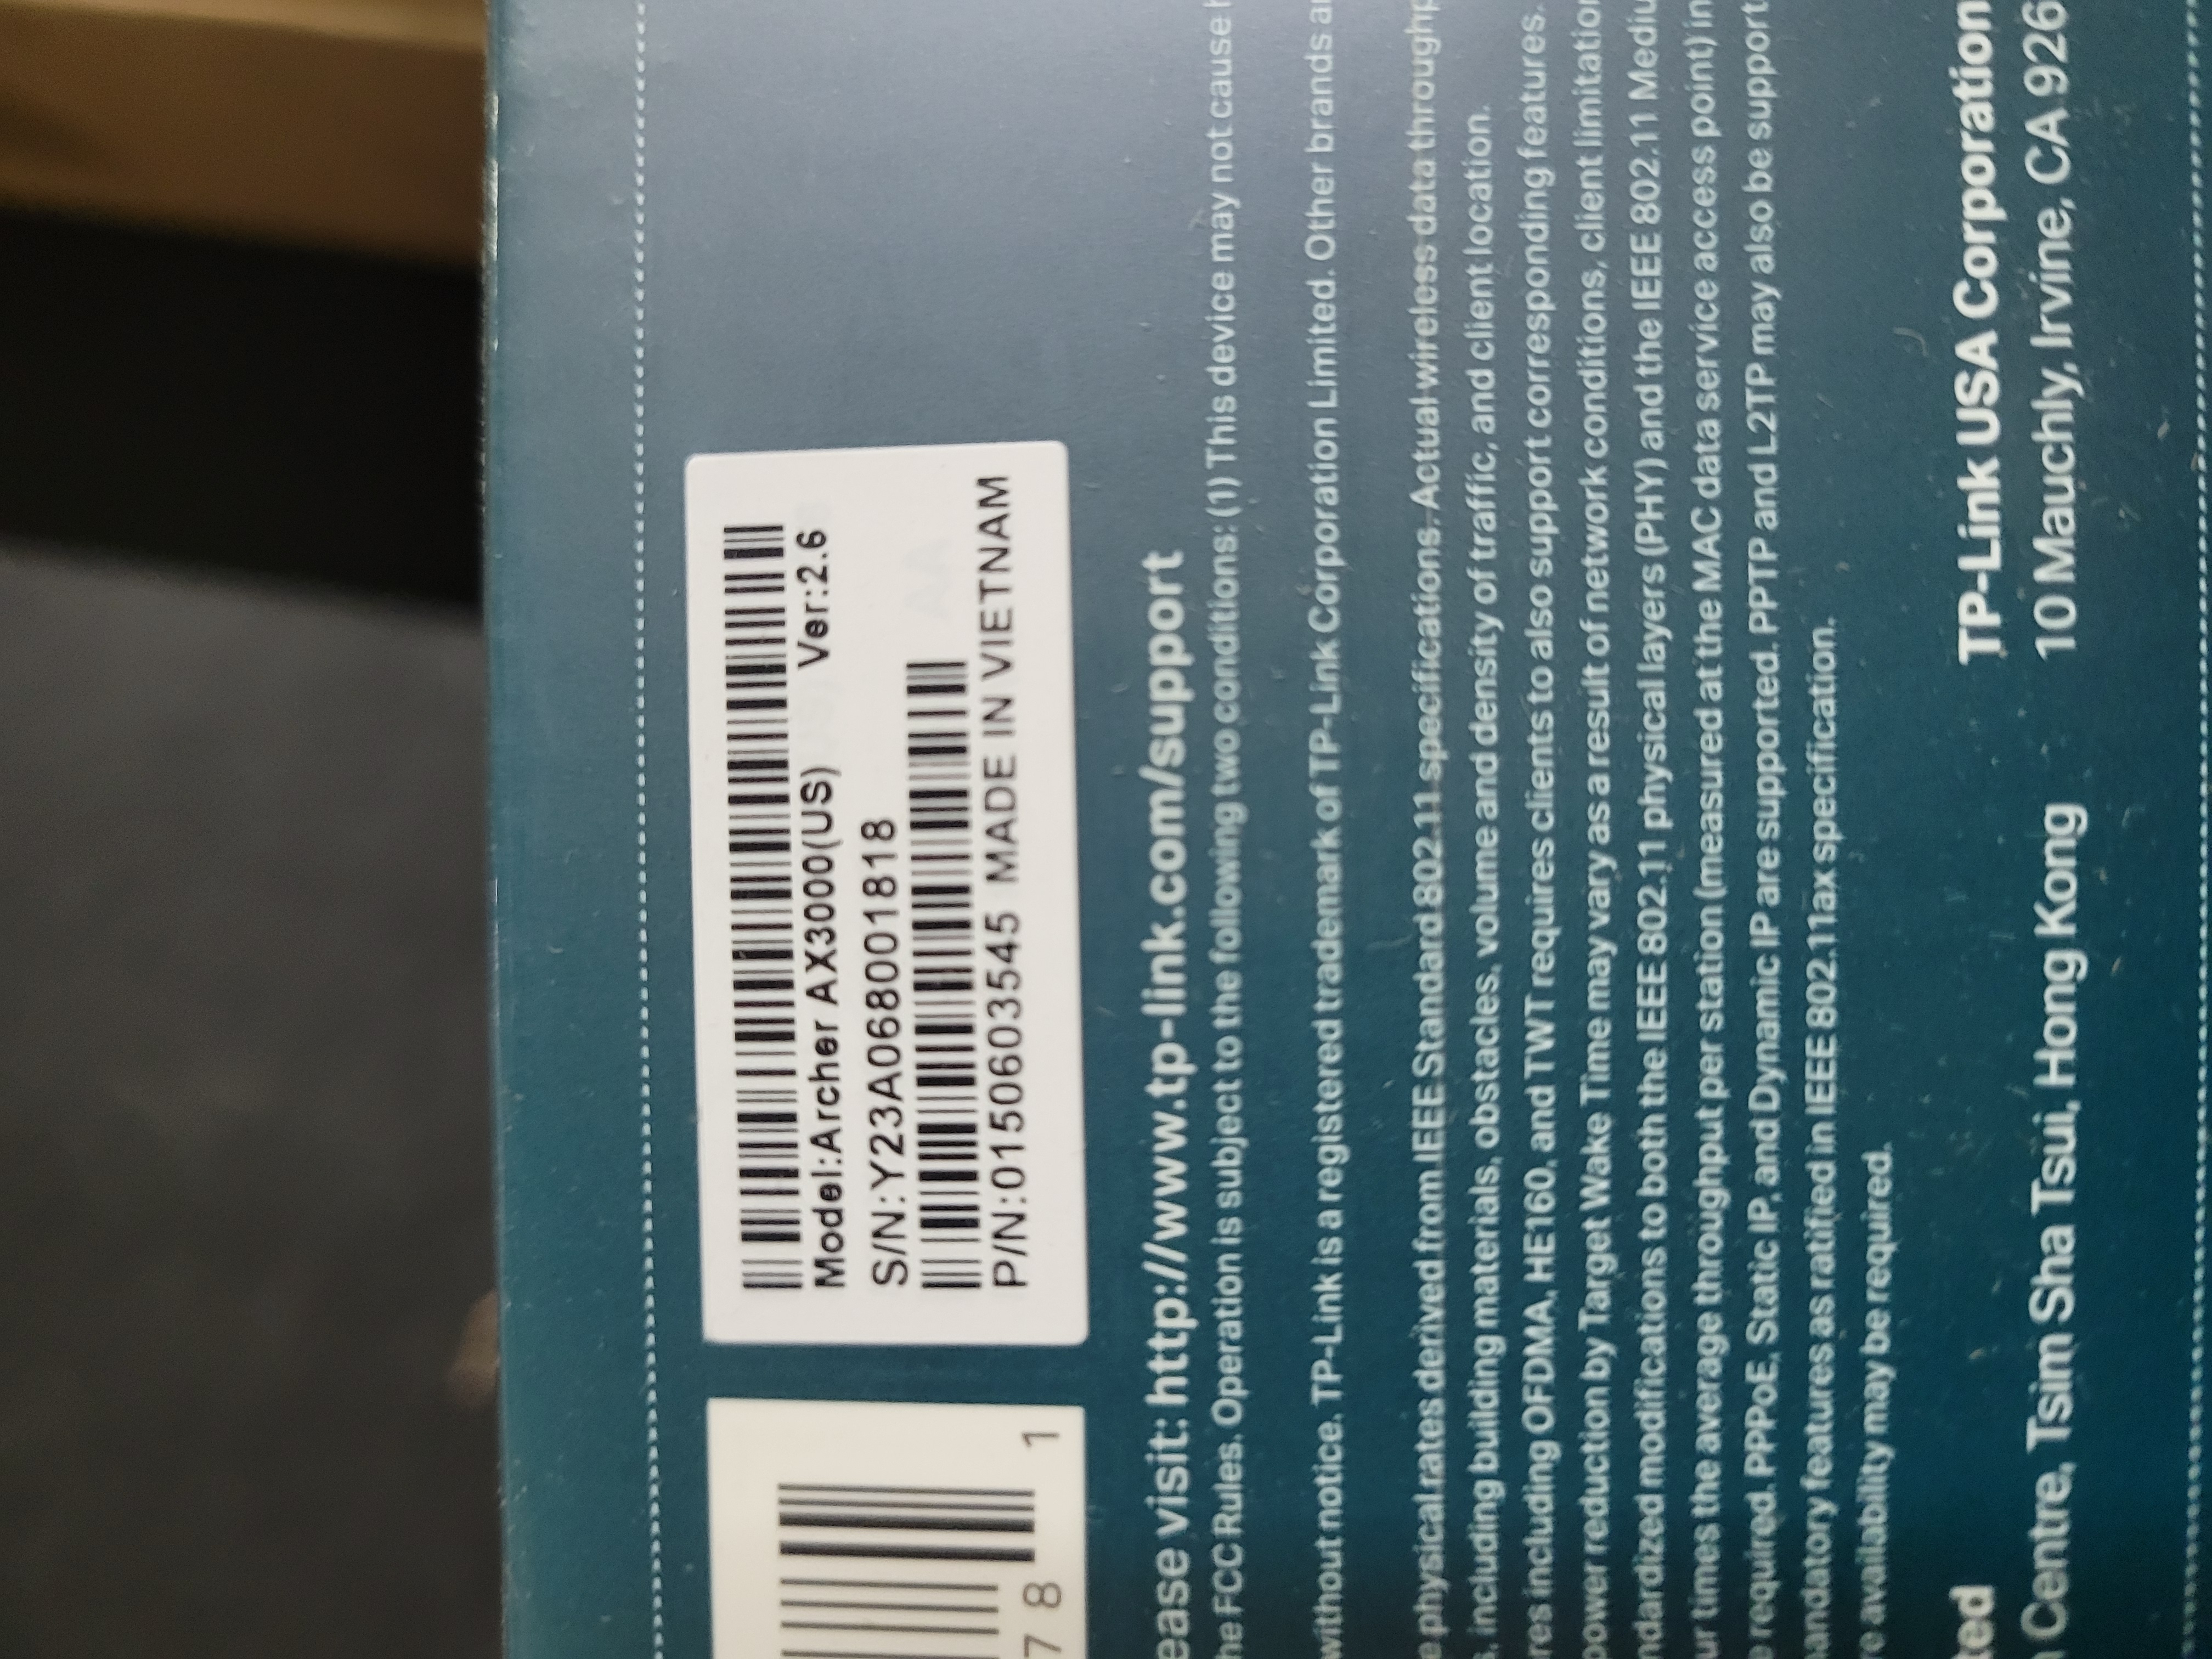 Model:Archer AX3000(US) Ver:2.6
S/N:Y23A068001818
P/N:0150603545 MADE IN VIETNAM
7 8 1
ease visit: http://www.tp-link.com/support
he FCC Rules. Operation is subject to the following two conditions: (1) This device may not cause
without notice. TP-Link is a registered trademark of TP-Link Corporation Limited. Other brands
physical rates derived from IEEE Standard 802.11 specifications. Actual wireless data throughp
s, including building materials, obstacles, volume and density of traffic, and client location.
res including OFDMA, HE160, and TWT requires clients to also support corresponding features.
power reduction by Target Wake Time may vary as a result of network conditions, client limitation
ndardized modifications to both the IEEE 802.11 physical layers (PHY) and the IEEE 802.11 Mediu
ur times the average throughput per station (measured at the MAC data service access point) in
e required. PPPoE, Static IP, and Dynamic IP are supported. PPTP and L2TP may also be support
andatory features as ratified in IEEE 802.11ax specification.
re availability may be required.
ted TP-Link USA Corporation
Centre, Tsim Sha Tsui, Hong Kong 10 Mauchly, Irvine, CA 926